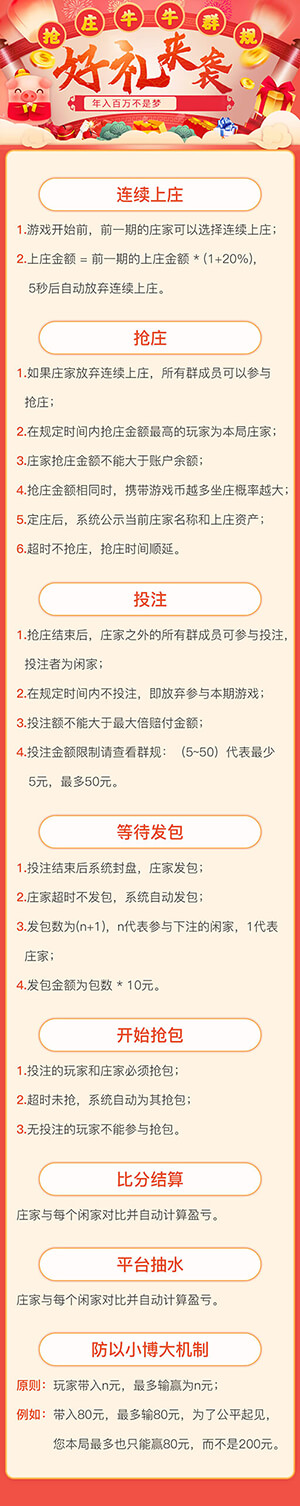 抢庄牛牛群规
好礼来袭
年入百万不是梦
连续上庄
1.游戏开始前，前一期的庄家可以选择连续上庄；
2.上庄金额 = 前一期的上庄金额 * (1+20%)，
5秒后自动放弃连续上庄。
抢庄
1.如果庄家放弃连续上庄，所有群成员可以参与
抢庄；
2.在规定时间内抢庄金额最高的玩家为本局庄家；
3.庄家抢庄金额不能大于账户余额；
4.抢庄金额相同时，携带游戏币越多坐庄概率越大；
5.定庄后，系统公示当前庄家名称和上庄资产；
6.超时不抢庄，抢庄时间顺延。
投注
1.抢庄结束后，庄家之外的所有群成员可参与投注，
投注者为闲家；
2.在规定时间内不投注，即放弃参与本期游戏；
3.投注额不能大于最大倍赔付金额；
4.投注金额限制请查看群规：（5~50）代表最少
5元，最多50元。
等待发包
1.投注结束后系统封盘，庄家发包；
2.庄家超时不发包，系统自动发包；
3.发包数为(n+1)，n代表参与下注的闲家，1代表
庄家；
4.发包金额为包数 * 10元。
开始抢包
1.投注的玩家和庄家必须抢包；
2.超时未抢，系统自动为其抢包；
3.无投注的玩家不能参与抢包。
比分结算
庄家与每个闲家对比并自动计算盈亏。
平台抽水
庄家与每个闲家对比并自动计算盈亏。
防以小博大机制
原则：玩家带入n元，最多输赢为n元；
例如：带入80元，最多输80元，为了公平起见，
您本局最多也只能赢80元，而不是200元。